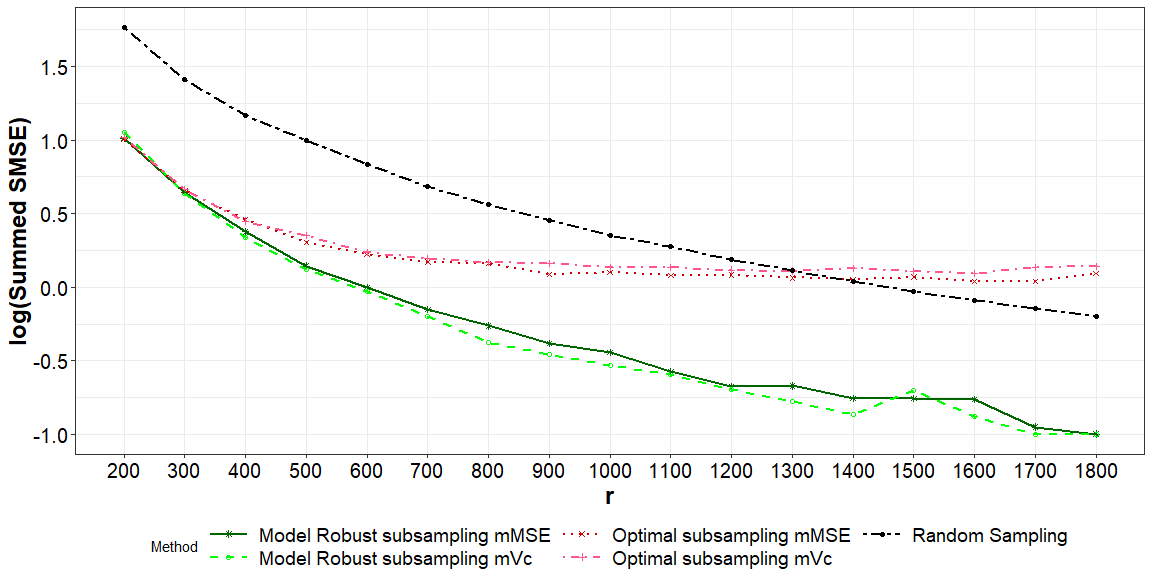 log(Summed SMSE)
1.5
1.0
0.5
0.0
-0.5
-1.0
200 300 400 500 600 700 800 900 1000 1100 1200 1300 1400 1500 1600 1700 1800
r
Method
Model Robust subsampling mMSE Optimal subsampling mMSE Random Sampling
Model Robust subsampling mVc Optimal subsampling mVc